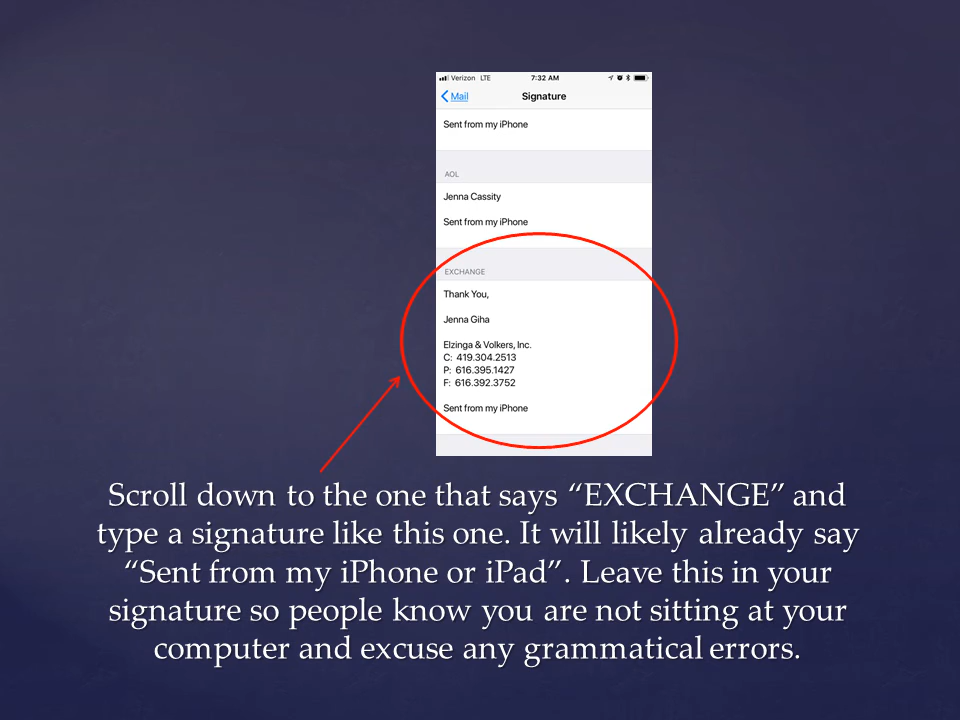 Verizon LTE 7:32 AM
Mail Signature
Sent from my iPhone
AOL
Jenna Cassity
Sent from my iPhone
EXCHANGE
Thank You,
Jenna Giha
Elzinga & Volkers, Inc.
C: 419.304.2513
P: 616.395.1427
F: 616.392.3752
Sent from my iPhone
Scroll down to the one that says “EXCHANGE” and
type a signature like this one. It will likely already say
“Sent from my iPhone or iPad”. Leave this in your
signature so people know you are not sitting at your
computer and excuse any grammatical errors.